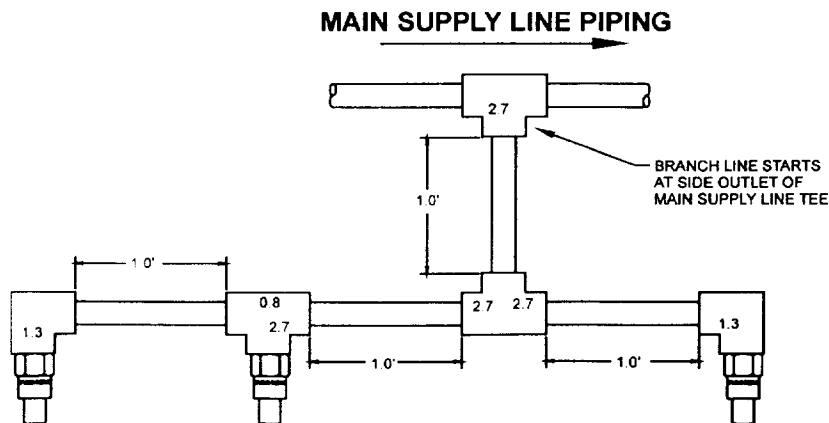 MAIN SUPPLY LINE PIPING
2.7
BRANCH LINE STARTS
AT SIDE OUTLET OF
MAIN SUPPLY LINE TEE
1.0'
1.0'
0.8
2.7
2.7 2.7
1.3
1.3
1.0'
1.0'